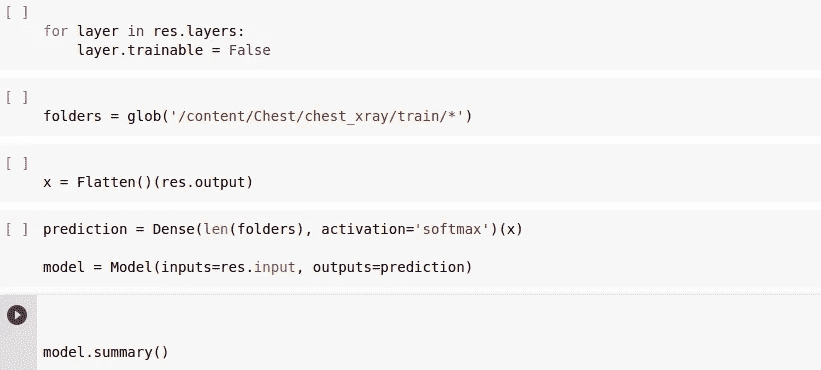 [ ]
for layer in res.layers:
    layer.trainable = False
[ ]
folders = glob('/content/Chest/chest_xray/train/*')
[ ]
x = Flatten()(res.output)
[ ] prediction = Dense(len(folders), activation='softmax')(x)
model = Model(inputs=res.input, outputs=prediction)
model.summary()